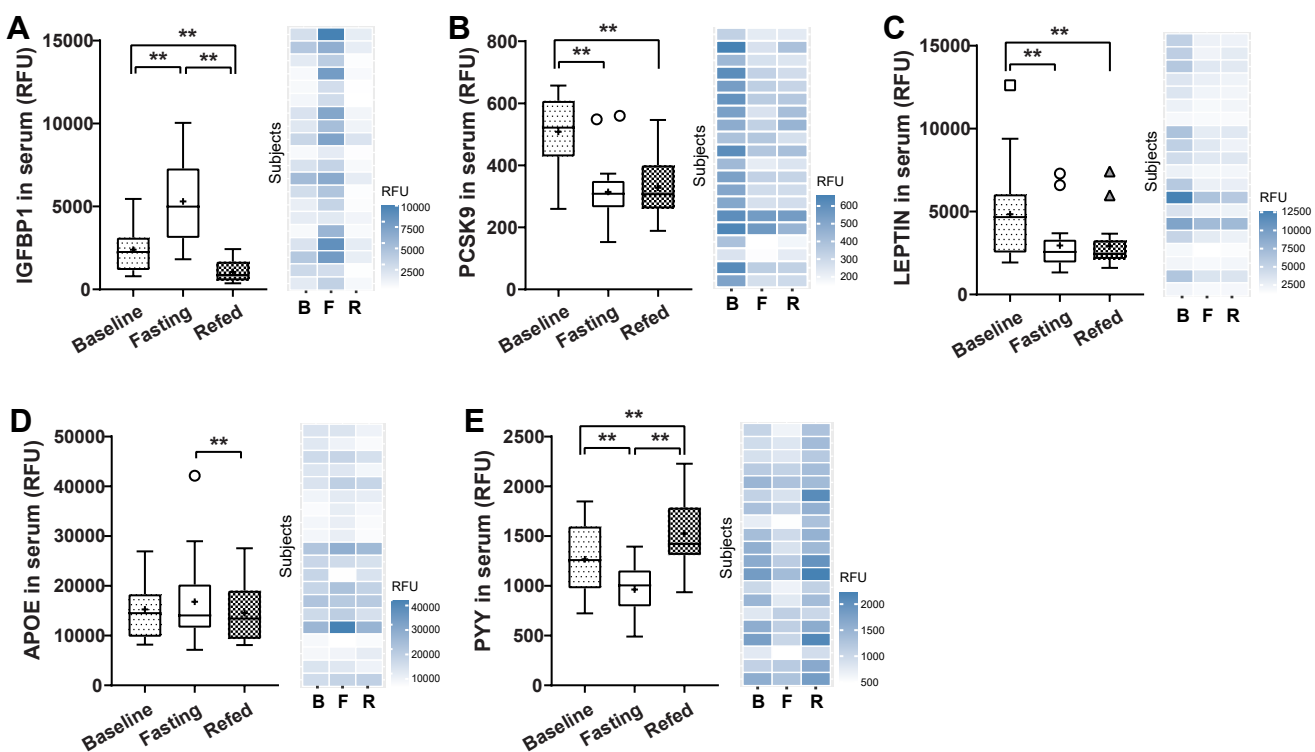 A
IGFBP1 in serum (RFU)
15000
10000
5000
0
**
**
**
Baseline
Fasting
Refed
Subjects
B F R
RFU
10000
7500
5000
2500
B
PCSK9 in serum (RFU)
800
600
400
200
0
**
**
Baseline
Fasting
Refed
Subjects
B F R
RFU
600
500
400
300
200
C
LEPTIN in serum (RFU)
15000
10000
5000
0
**
**
Baseline
Fasting
Refed
Subjects
B F R
RFU
12500
10000
7500
5000
2500
D
APOE in serum (RFU)
50000
40000
30000
20000
10000
0
**
Baseline
Fasting
Refed
Subjects
B F R
RFU
40000
30000
20000
10000
E
PYY in serum (RFU)
2500
2000
1500
1000
500
0
**
**
**
Baseline
Fasting
Refed
Subjects
B F R
RFU
2000
1500
1000
500